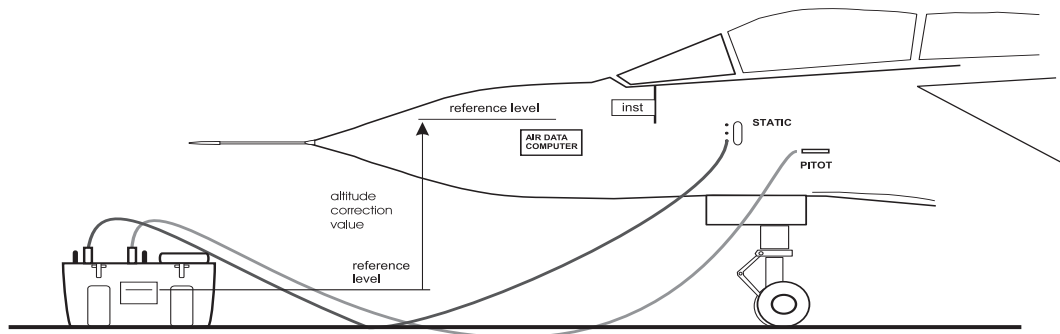 reference level
inst
AIR DATA
COMPUTER
STATIC
PITOT
altitude
correction
value
reference
level